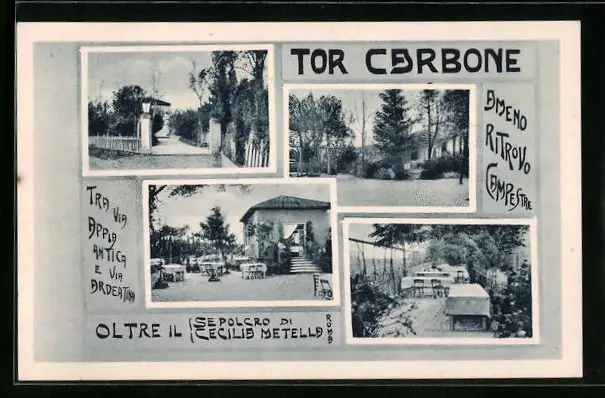 TOR CARBONE
AMENO
RITROVO
CAMPESTRE
TRA VIA
APPIA
ANTICA
E VIA
ARDEATINA
OLTRE IL { SEPOLCRO DI
CECILIA METELLA
ROMA